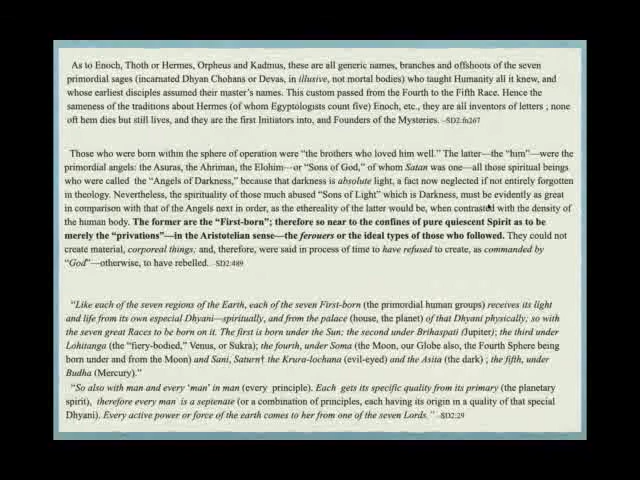 As to Enoch, Thoth or Hermes, Orpheus and Kadmus, these are all generic names, branches and offshoots of the seven
primordial sages (incarnated Dhyan Chohans or Devas, in illusive, not mortal bodies) who taught Humanity all it knew, and
whose earliest disciples assumed their master's names. This custom passed from the Fourth to the Fifth Race. Hence the
sameness of the traditions about Hermes (of whom Egyptologists count five) Enoch, etc., they are all inventors of letters ; none
oft hem dies but still lives, and they are the first Initiators into, and Founders of the Mysteries. –SD2:fn267
Those who were born within the sphere of operation were “the brothers who loved him well.” The latter—the “him”—were the
primordial angels: the Asuras, the Ahriman, the Elohim—or “Sons of God,” of whom Satan was one—all those spiritual beings
who were called the “Angels of Darkness,” because that darkness is absolute light, a fact now neglected if not entirely forgotten
in theology. Nevertheless, the spirituality of those much abused “Sons of Light” which is Darkness, must be evidently as great
in comparison with that of the Angels next in order, as the ethereality of the latter would be, when contrasted with the density of
the human body. The former are the “First-born”; therefore so near to the confines of pure quiescent Spirit as to be
merely the “privations”—in the Aristotelian sense—the ferouers or the ideal types of those who followed. They could not
create material, corporeal things; and, therefore, were said in process of time to have refused to create, as commanded by
“God”—otherwise, to have rebelled. –SD2:489
“Like each of the seven regions of the Earth, each of the seven First-born (the primordial human groups) receives its light
and life from its own especial Dhyani—spiritually, and from the palace (house, the planet) of that Dhyani physically; so with
the seven great Races to be born on it. The first is born under the Sun; the second under Brihaspati (Jupiter); the third under
Lohitanga (the “fiery-bodied,” Venus, or Sukra); the fourth, under Soma (the Moon, our Globe also, the Fourth Sphere being
born under and from the Moon) and Sani, Saturn† the Krura-lochana (evil-eyed) and the Asita (the dark) ; the fifth, under
Budha (Mercury).”
“So also with man and every ‘man’ in man (every principle). Each gets its specific quality from its primary (the planetary
spirit), therefore every man is a septenate (or a combination of principles, each having its origin in a quality of that special
Dhyani). Every active power or force of the earth comes to her from one of the seven Lords.” –SD2:29